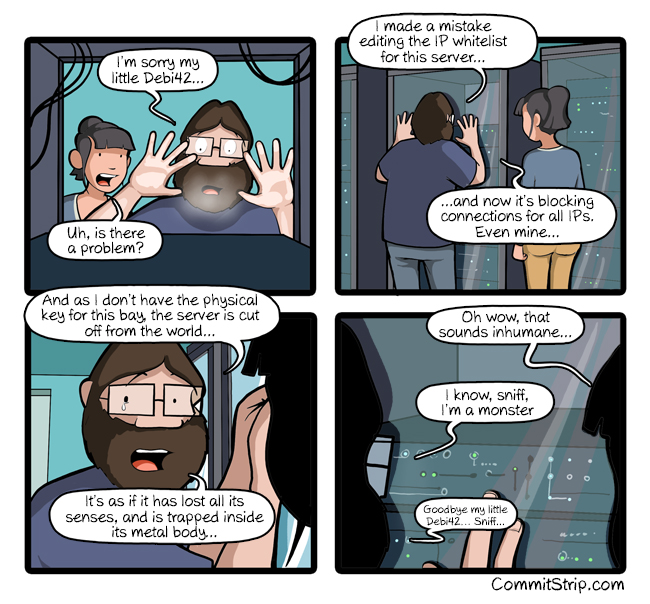 I'm sorry my
little Debi42...
Uh, is there
a problem?
I made a mistake
editing the IP whitelist
for this server...
...and now it's blocking
connections for all IPs.
Even mine...
And as I don't have the physical
key for this bay, the server is cut
off from the world...
It's as if it has lost all its
senses, and is trapped inside
its metal body...
Oh wow, that
sounds inhumane...
I know, sniff,
I'm a monster
Goodbye my little
Debi42... Sniff...
CommitStrip.com